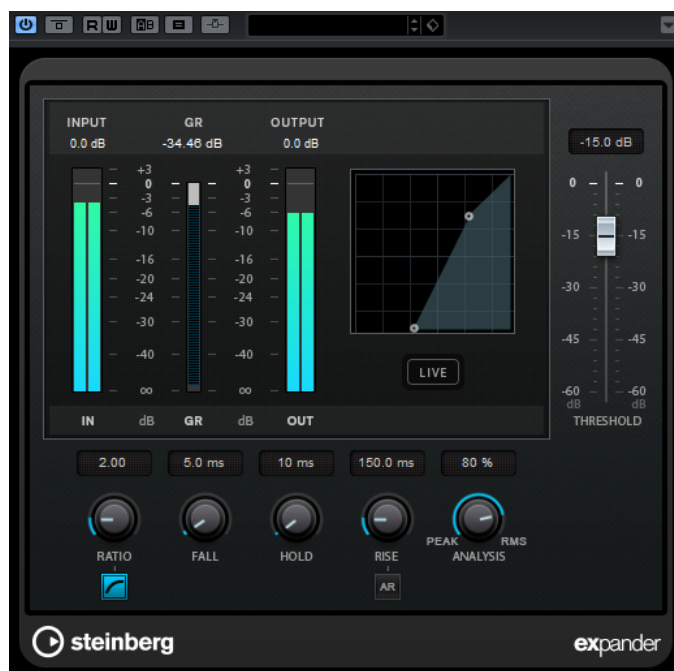 R W AB
INPUT GR OUTPUT
0.0 dB -34.46 dB 0.0 dB
-15.0 dB
+3 +3
0 0
-3 -3
-6 -6
-10 -10
-16 -16
-20 -20
-24 -24
-30 -30
-40 -40
∞ ∞
IN dB GR dB OUT
LIVE
0 0
-15 -15
-30 -30
-45 -45
-60 -60
dB dB
THRESHOLD
2.00 5.0 ms 10 ms 150.0 ms 80 %
PEAK RMS
RATIO FALL HOLD RISE ANALYSIS
AR
steinberg expander